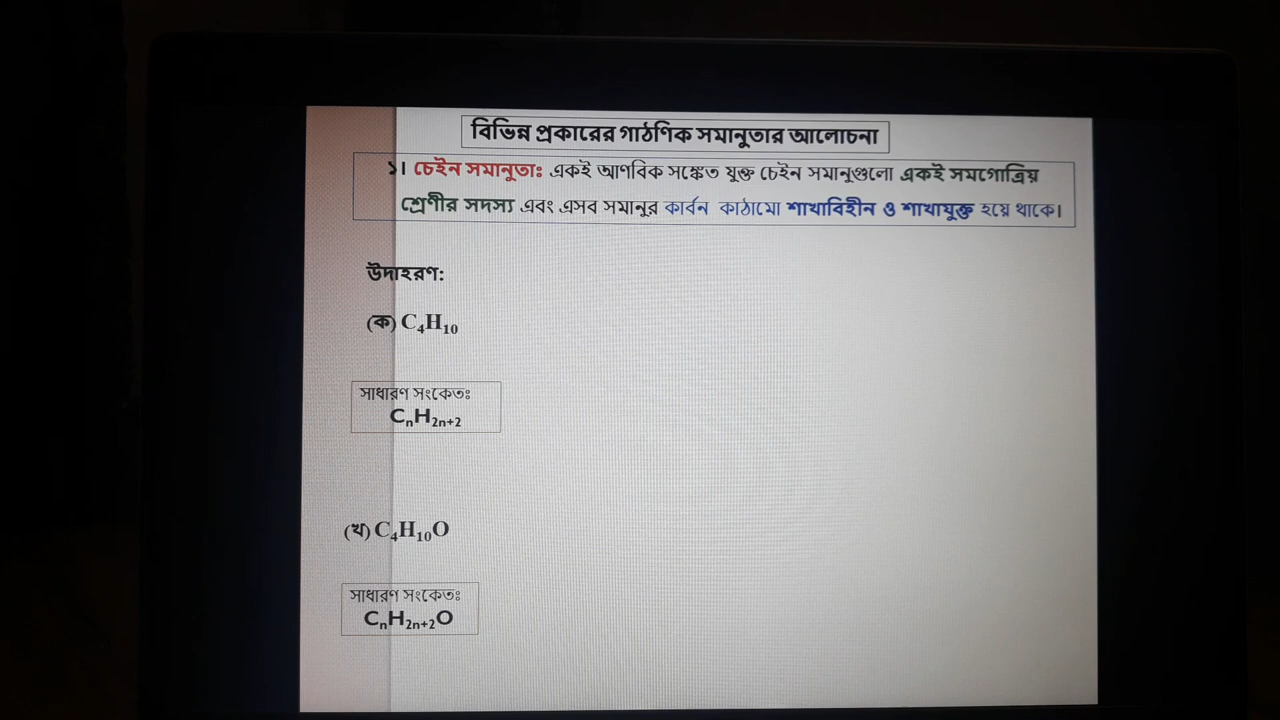 বিভিন্ন প্রকারের গাঠণিক সমানুতার আলোচনা
১। চেইন সমানুতাঃ একই আণবিক সঙ্কেত যুক্ত চেইন সমানুগুলো একই সমগোত্রিয়
শ্রেণীর সদস্য এবং এসব সমানুর কার্বন কাঠামো শাখাবিহীন ও শাখাযুক্ত হয়ে থাকে।
উদাহরণ:
(ক) C₄H₁₀
সাধারণ সংকেতঃ
CₙH₂ₙ₊₂
(খ) C₄H₁₀O
সাধারণ সংকেতঃ
CₙH₂ₙ₊₂O